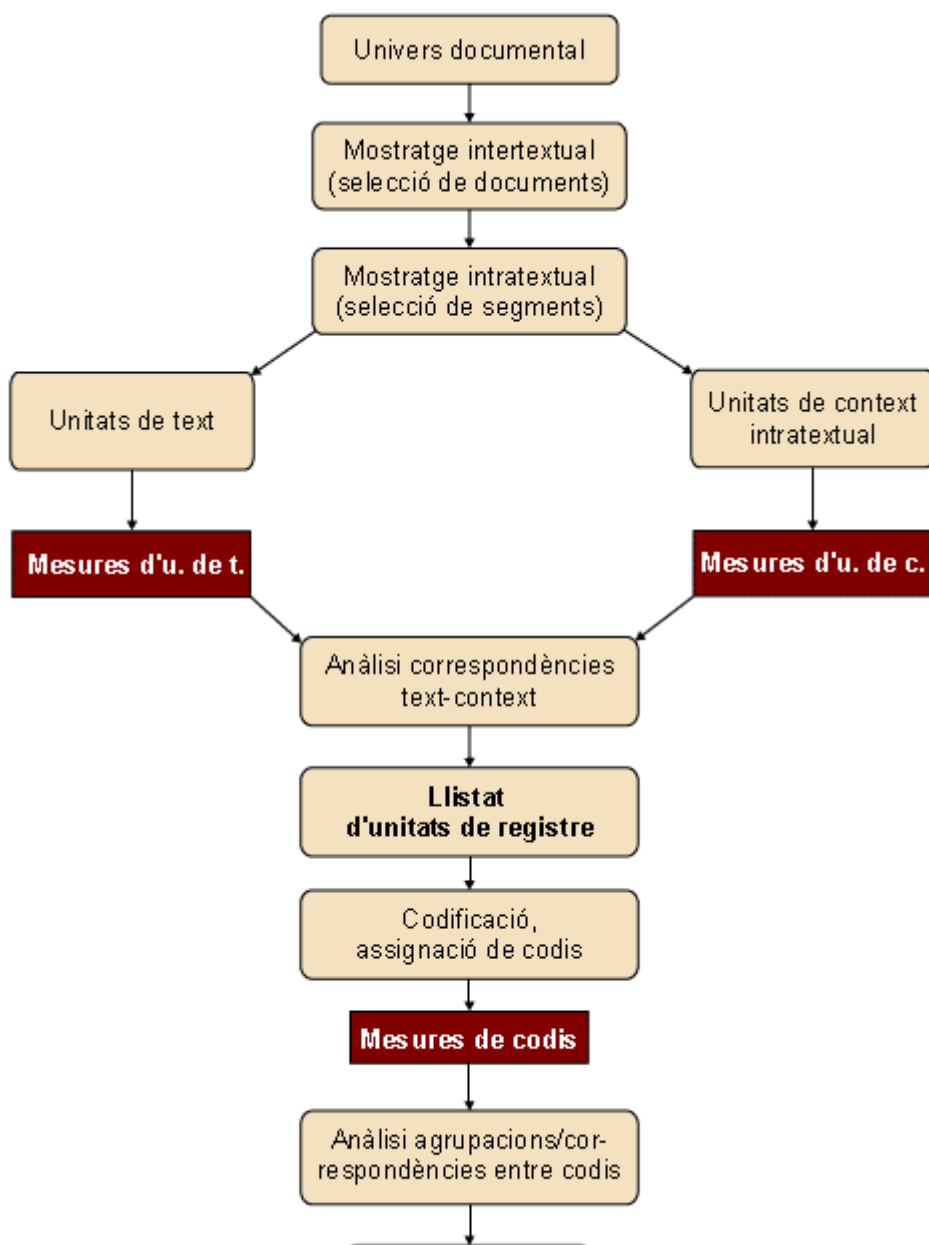 Univers documental
Mostratge intertextual
(selecció de documents)
Mostratge intratextual
(selecció de segments)
Unitats de text
Unitats de context
intratextual
Mesures d'u. de t.
Mesures d'u. de c.
Anàlisi correspondències
text-context
Llistat
d'unitats de registre
Codificació,
assignació de codis
Mesures de codis
Anàlisi agrupacions/cor-
respondències entre codis